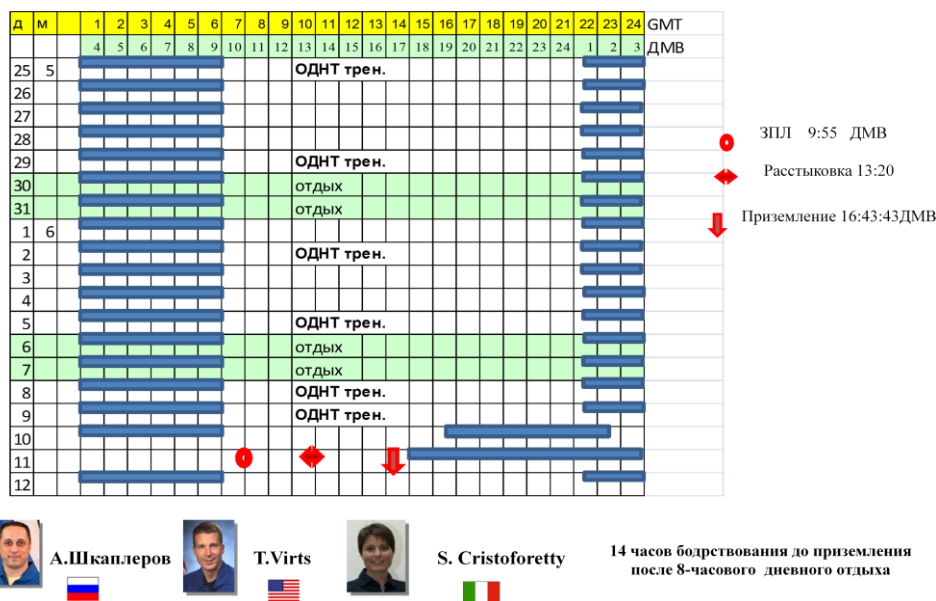 д м 1 2 3 4 5 6 7 8 9 10 11 12 13 14 15 16 17 18 19 20 21 22 23 24 GMT
4 5 6 7 8 9 10 11 12 13 14 15 16 17 18 19 20 21 22 23 24 1 2 3 ДМВ
25 5 ОДНТ трен.
26
27
28
29 ОДНТ трен.
30 отдых
31 отдых
1 6
2 ОДНТ трен.
3
4
5 ОДНТ трен.
6 отдых
7 отдых
8 ОДНТ трен.
9 ОДНТ трен.
10
11
12
ЗПЛ 9:55 ДМВ
Расстыковка 13:20
Приземление 16:43:43ДМВ
А.Шкаплеров
T.Virts
S. Cristoforetty
14 часов бодрствования до приземления
после 8-часового дневного отдыха